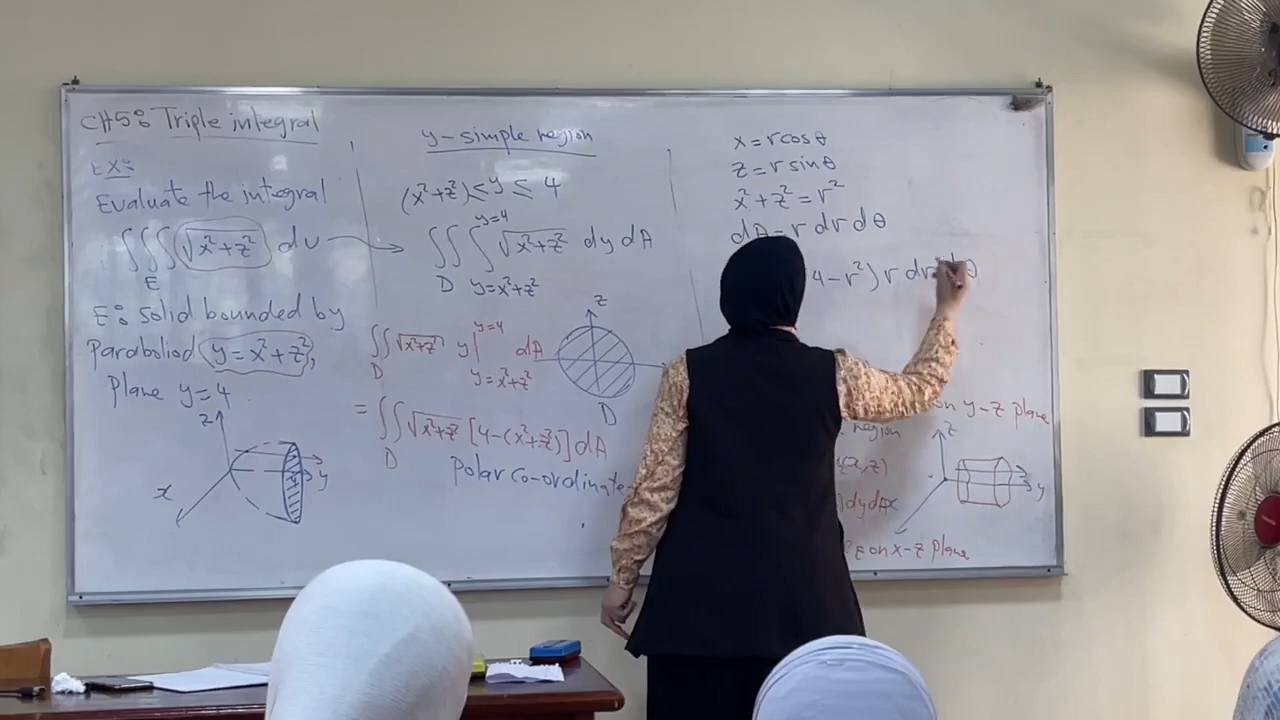 CH5: Triple integral
EX:
Evaluate the integral
∭ √x²+z² dv
E
E: solid bounded by
Paraboliod y=x²+z²,
Plane y=4
z
x
y
y-simple region
(x²+z²) ≤ y ≤ 4
y=4
∬ ∫ √x²+z² dy dA
D y=x²+z²
y=4
∬ √x²+z² y | dA
D y=x²+z²
z
D
= ∬ √x²+z² [4-(x²+z²)] dA
D
Polar co-ordinate
x = r cos θ
z = r sin θ
x²+z² = r²
dA = r dr dθ
4-r²) r dr dθ
on y-z plane
region
(x,z)
dy dA
E on x-z plane
z
y
x